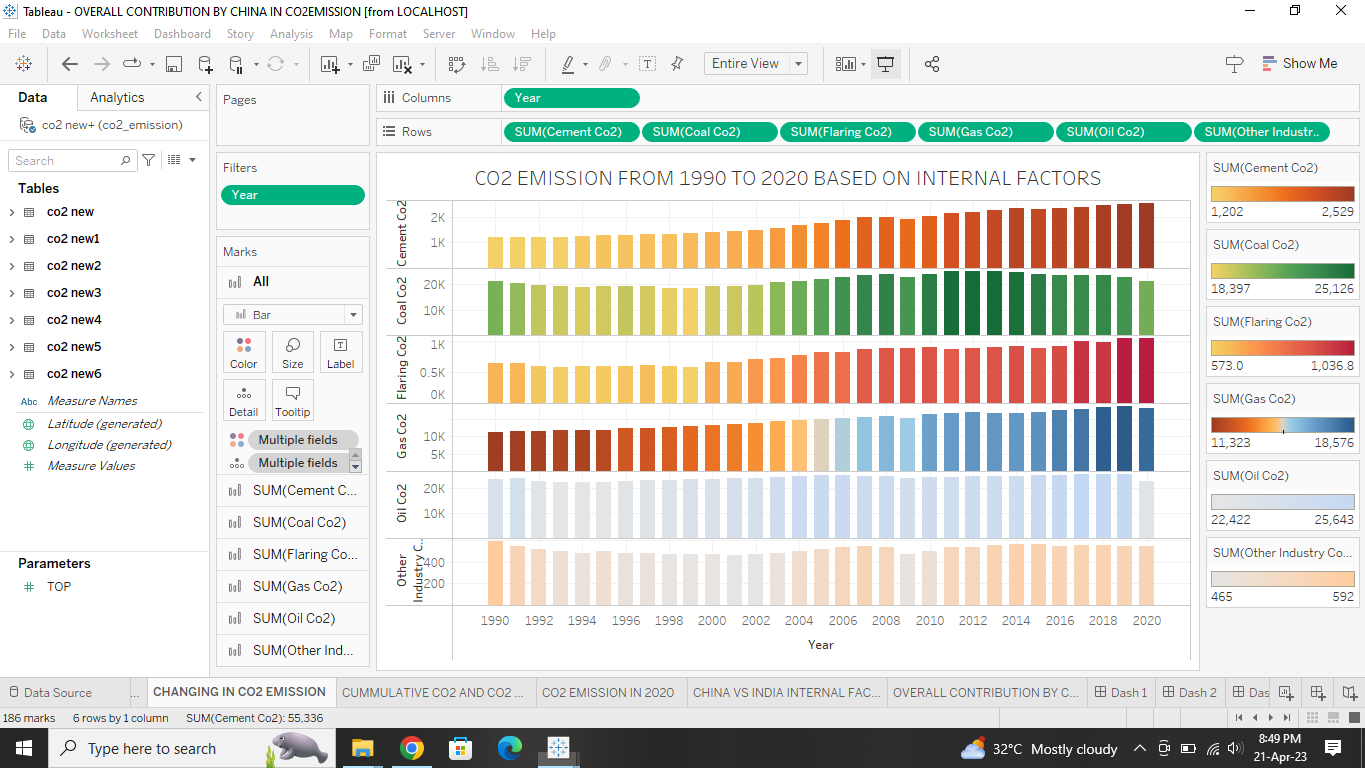 Tableau - OVERALL CONTRIBUTION BY CHINA IN CO2EMISSION [from LOCALHOST]
File Data Worksheet Dashboard Story Analysis Map Format Server Window Help
Entire View
Show Me
Data Analytics
co2 new+ (co2_emission)
Search
Tables
co2 new
co2 new1
co2 new2
co2 new3
co2 new4
co2 new5
co2 new6
Abc Measure Names
Latitude (generated)
Longitude (generated)
Measure Values
Parameters
TOP
Pages
Filters
Year
Marks
All
Bar
Color Size Label
Detail Tooltip
Multiple fields
Multiple fields
SUM(Cement C...
SUM(Coal Co2)
SUM(Flaring Co...
SUM(Gas Co2)
SUM(Oil Co2)
SUM(Other Ind...
Columns Year
Rows SUM(Cement Co2) SUM(Coal Co2) SUM(Flaring Co2) SUM(Gas Co2) SUM(Oil Co2) SUM(Other Industr..
CO2 EMISSION FROM 1990 TO 2020 BASED ON INTERNAL FACTORS
Cement Co2
2K
1K
Coal Co2
20K
10K
Flaring Co2
1K
0.5K
0K
Gas Co2
10K
5K
Oil Co2
20K
10K
Other
Industry C..
400
200
1990 1992 1994 1996 1998 2000 2002 2004 2006 2008 2010 2012 2014 2016 2018 2020
Year
SUM(Cement Co2)
1,202 2,529
SUM(Coal Co2)
18,397 25,126
SUM(Flaring Co2)
573.0 1,036.8
SUM(Gas Co2)
11,323 18,576
SUM(Oil Co2)
22,422 25,643
SUM(Other Industry Co...
465 592
Data Source ... CHANGING IN CO2 EMISSION CUMMULATIVE CO2 AND CO2 ... CO2 EMISSION IN 2020 CHINA VS INDIA INTERNAL FAC... OVERALL CONTRIBUTION BY C... Dash 1 Dash 2 Das
186 marks 6 rows by 1 column SUM(Cement Co2): 55,336
Type here to search
32°C Mostly cloudy
8:49 PM
21-Apr-23